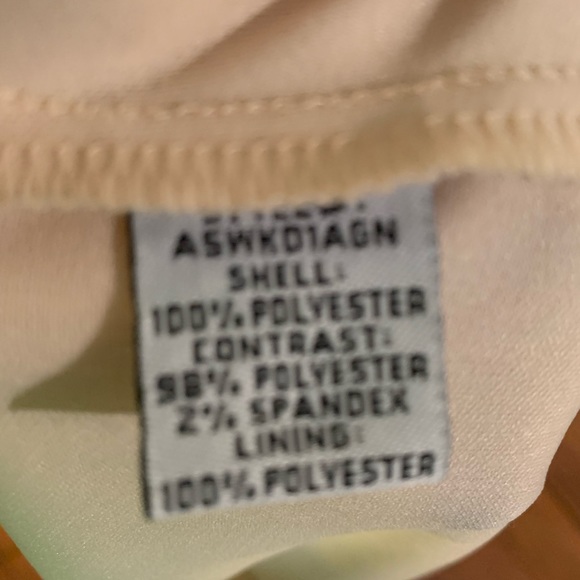 ASWKD1AGN
SHELL:
100% POLYESTER
CONTRAST:
98% POLYESTER
2% SPANDEX
LINING:
100% POLYESTER